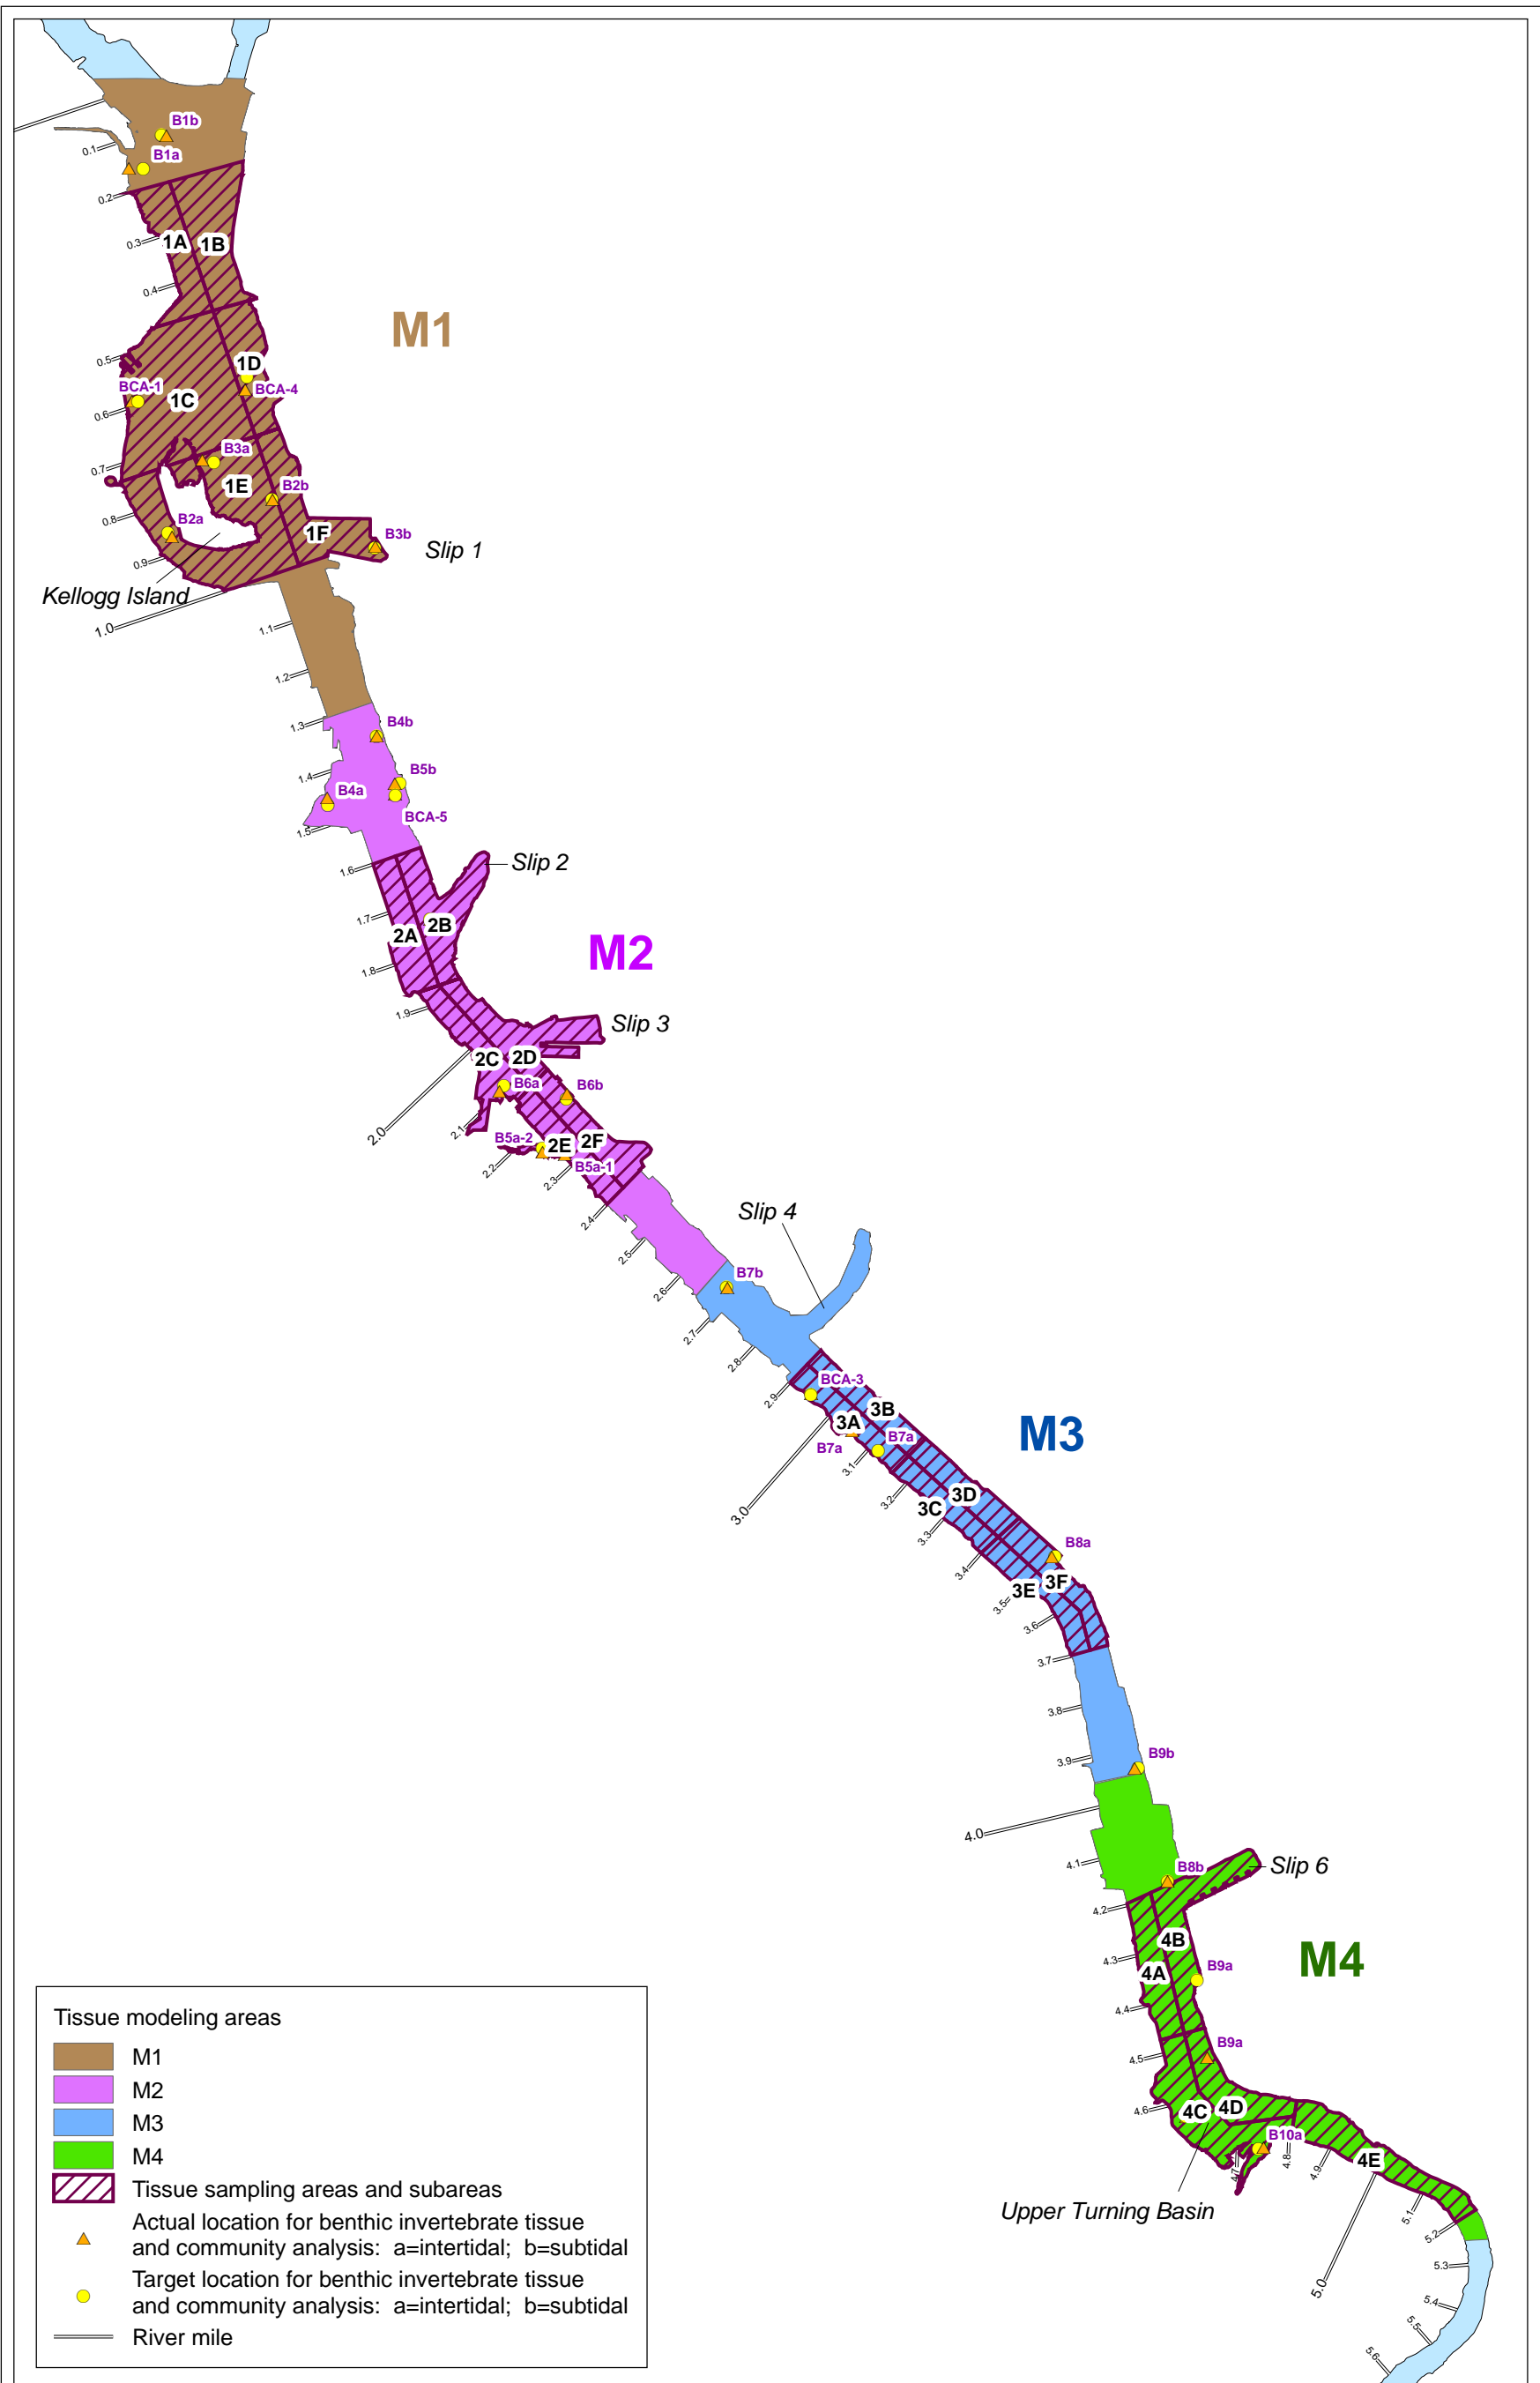 B1b
0.1
B1a
0.2
0.3
1A
1B
0.4
M1
0.5
1D
BCA-1
BCA-4
1C
0.6
B3a
0.7
1E
B2b
0.8
B2a
1F
B3b
Slip 1
0.9
Kellogg Island
1.0
1.1
1.2
1.3
B4b
1.4
B5b
B4a
BCA-5
1.5
Slip 2
1.6
1.7
2B
2A
M2
1.8
1.9
Slip 3
2C
2D
B6a
B6b
2.0
2.1
B5a-2
2E
2F
2.2
B5a-1
2.3
Slip 4
2.4
2.5
B7b
2.6
2.7
2.8
BCA-3
2.9
3B
3A
M3
B7a
B7a
3.1
3D
3.2
3C
3.0
3.3
B8a
3.4
3F
3E
3.5
3.6
3.7
3.8
B9b
3.9
4.0
4.1
B8b
Slip 6
4.2
4B
4.3
4A
M4
B9a
4.4
B9a
4.5
4.6
4C
4D
B10a
4.7
4.8
4.9
4E
Upper Turning Basin
5.1
5.2
5.0
5.3
5.4
5.5
5.6
Tissue modeling areas
M1
M2
M3
M4
Tissue sampling areas and subareas
Actual location for benthic invertebrate tissue
and community analysis: a=intertidal; b=subtidal
Target location for benthic invertebrate tissue
and community analysis: a=intertidal; b=subtidal
River mile